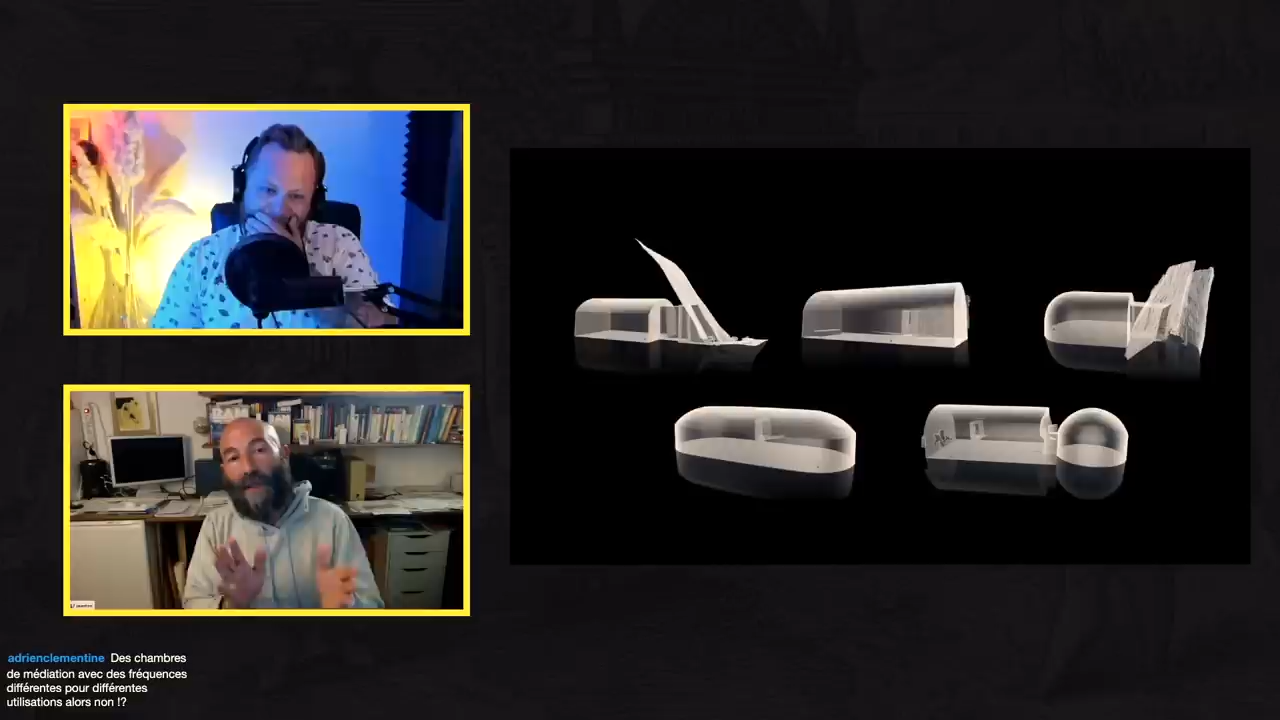 adrienclementine Des chambres
de médiation avec des fréquences
différentes pour différentes
utilisations alors non !?